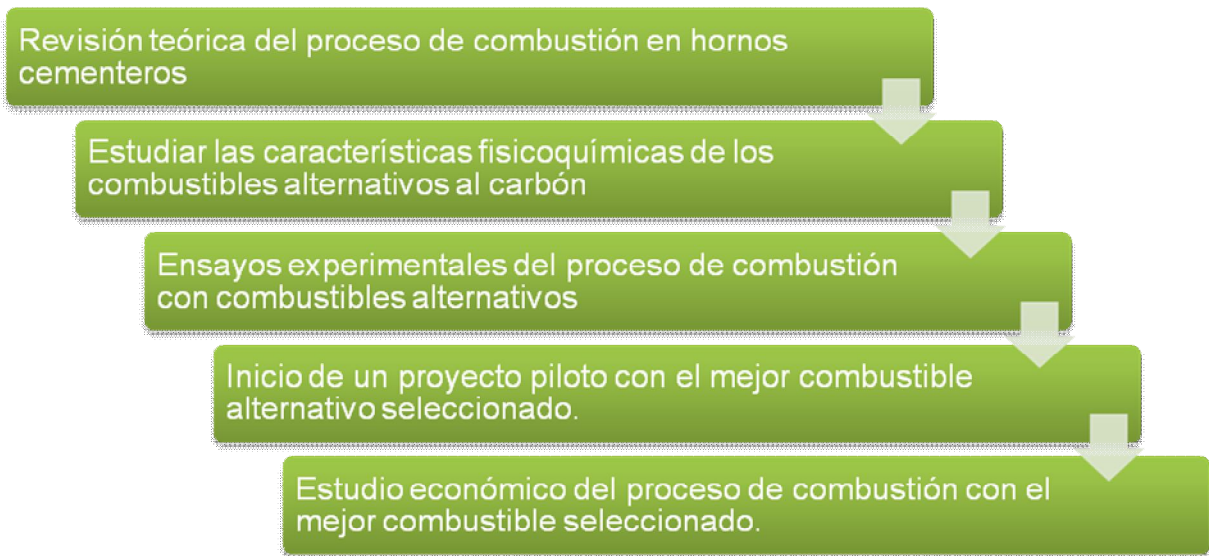 Revisión teórica del proceso de combustión en hornos
cementeros
Estudiar las características fisicoquímicas de los
combustibles alternativos al carbón
Ensayos experimentales del proceso de combustión
con combustibles alternativos
Inicio de un proyecto piloto con el mejor combustible
alternativo seleccionado.
Estudio económico del proceso de combustión con el
mejor combustible seleccionado.